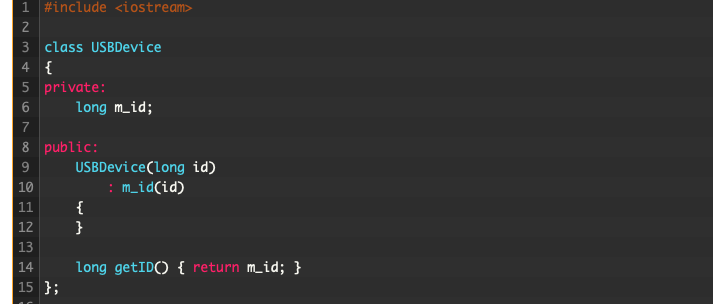 1 #include <iostream>
2
3 class USBDevice
4 {
5 private:
6     long m_id;
7
8 public:
9     USBDevice(long id)
10         : m_id(id)
11     {
12     }
13
14     long getID() { return m_id; }
15 };